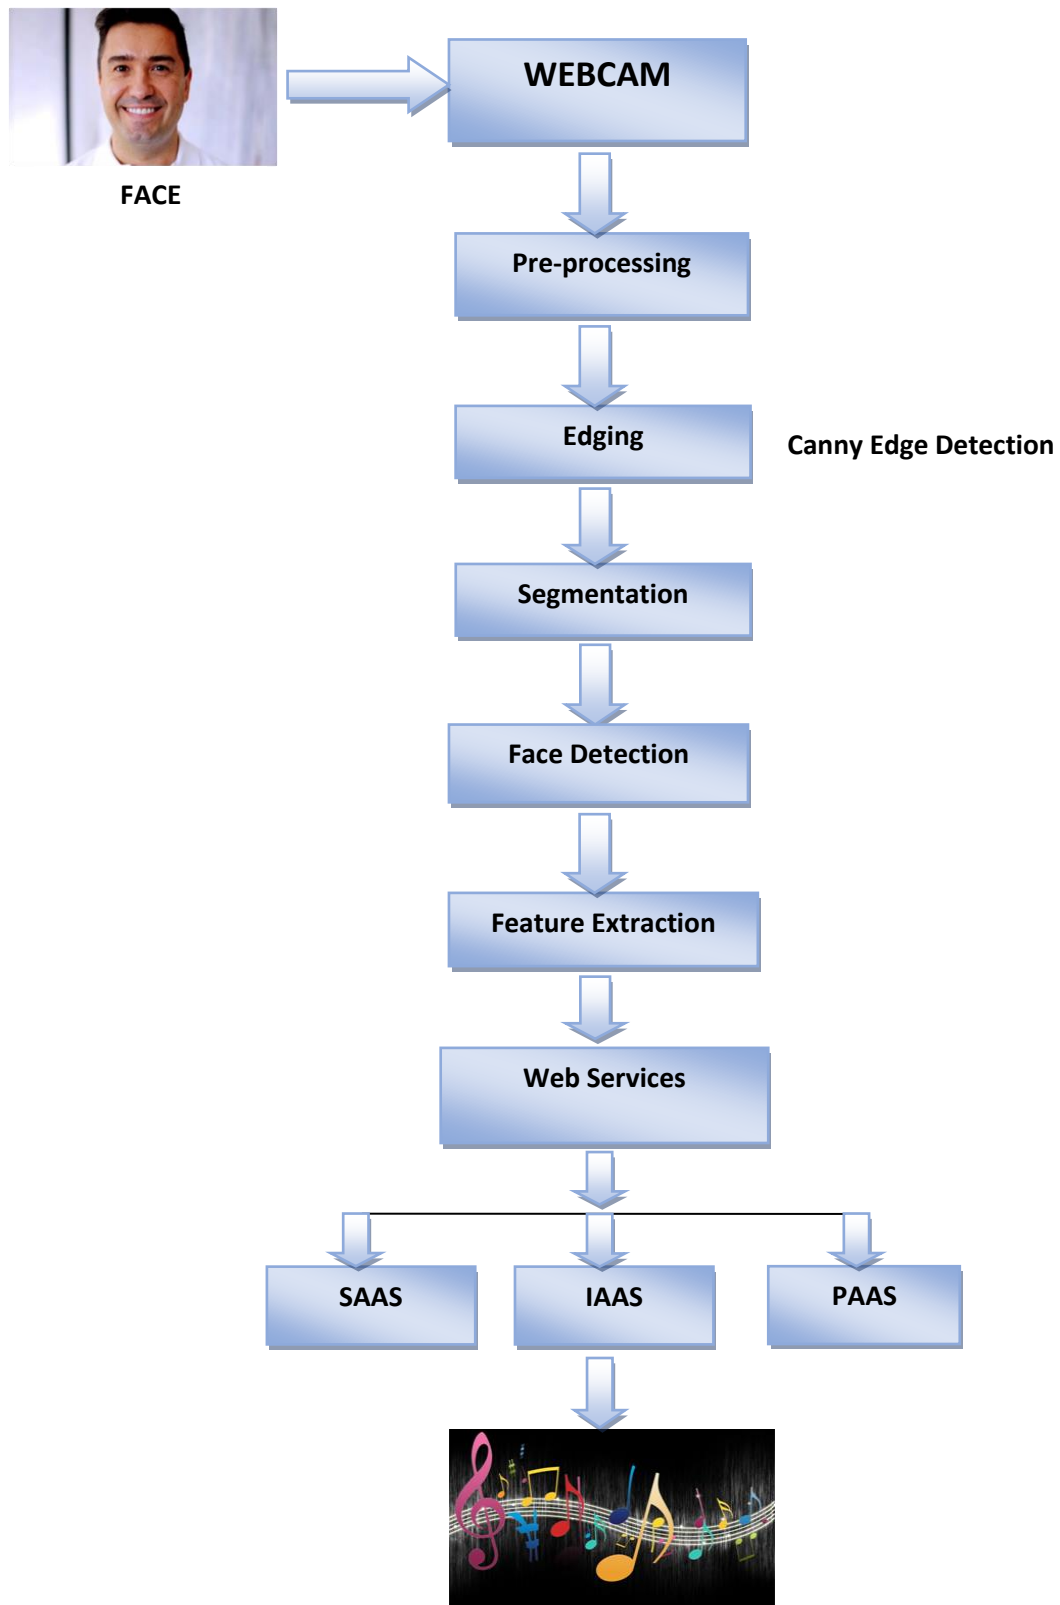 WEBCAM
FACE
Pre-processing
Edging
Canny Edge Detection
Segmentation
Face Detection
Feature Extraction
Web Services
SAAS
IAAS
PAAS